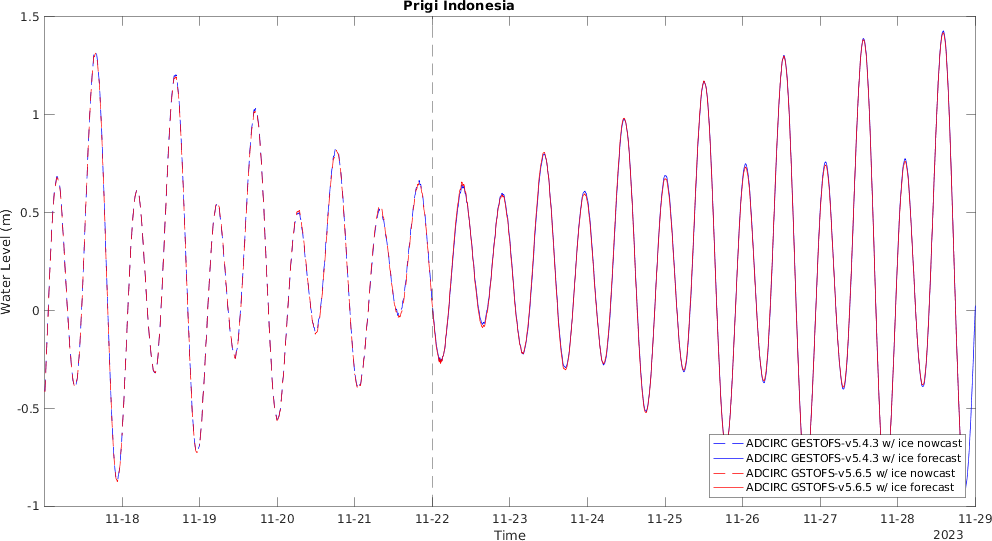 Prigi Indonesia
1.5
1
0.5
0
-0.5
-1
Water Level (m)
ADCIRC GESTOFS-v5.4.3 w/ ice nowcast
ADCIRC GESTOFS-v5.4.3 w/ ice forecast
ADCIRC GSTOFS-v5.6.5 w/ ice nowcast
ADCIRC GSTOFS-v5.6.5 w/ ice forecast
11-18 11-19 11-20 11-21 11-22 11-23 11-24 11-25 11-26 11-27 11-28 11-29
Time
2023